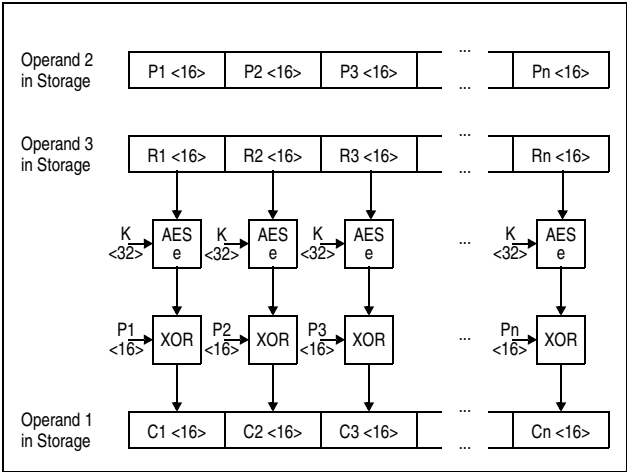 ...
Operand 2
in Storage
P1 <16> P2 <16> P3 <16> Pn <16>
...
...
Operand 3
in Storage
R1 <16> R2 <16> R3 <16> Rn <16>
...
K <32> AES e K <32> AES e K <32> AES e ... K <32> AES e
P1 <16> XOR P2 <16> XOR P3 <16> XOR ... Pn <16> XOR
...
Operand 1
in Storage
C1 <16> C2 <16> C3 <16> Cn <16>
...